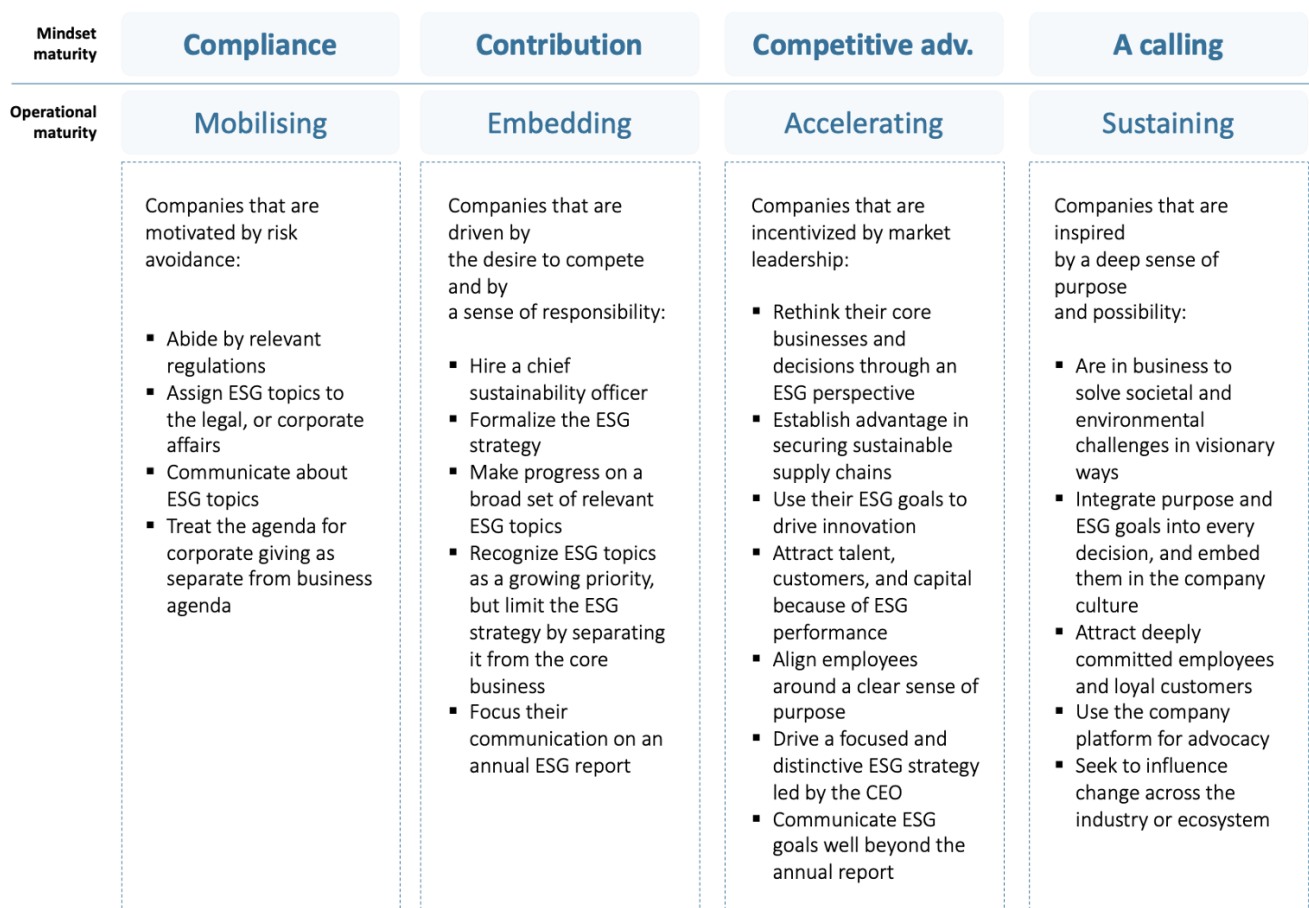 Mindset
maturity
Compliance
Contribution
Competitive adv.
A calling
Operational
maturity
Mobilising
Embedding
Accelerating
Sustaining
Companies that are
motivated by risk
avoidance:
▪ Abide by relevant
regulations
▪ Assign ESG topics to
the legal, or corporate
affairs
▪ Communicate about
ESG topics
▪ Treat the agenda for
corporate giving as
separate from business
agenda
Companies that are
driven by
the desire to compete
and by
a sense of responsibility:
▪ Hire a chief
sustainability officer
▪ Formalize the ESG
strategy
▪ Make progress on a
broad set of relevant
ESG topics
▪ Recognize ESG topics
as a growing priority,
but limit the ESG
strategy by separating
it from the core
business
▪ Focus their
communication on an
annual ESG report
Companies that are
incentivized by market
leadership:
▪ Rethink their core
businesses and
decisions through an
ESG perspective
▪ Establish advantage in
securing sustainable
supply chains
▪ Use their ESG goals to
drive innovation
▪ Attract talent,
customers, and capital
because of ESG
performance
▪ Align employees
around a clear sense of
purpose
▪ Drive a focused and
distinctive ESG strategy
led by the CEO
▪ Communicate ESG
goals well beyond the
annual report
Companies that are
inspired
by a deep sense of
purpose
and possibility:
▪ Are in business to
solve societal and
environmental
challenges in visionary
ways
▪ Integrate purpose and
ESG goals into every
decision, and embed
them in the company
culture
▪ Attract deeply
committed employees
and loyal customers
▪ Use the company
platform for advocacy
▪ Seek to influence
change across the
industry or ecosystem